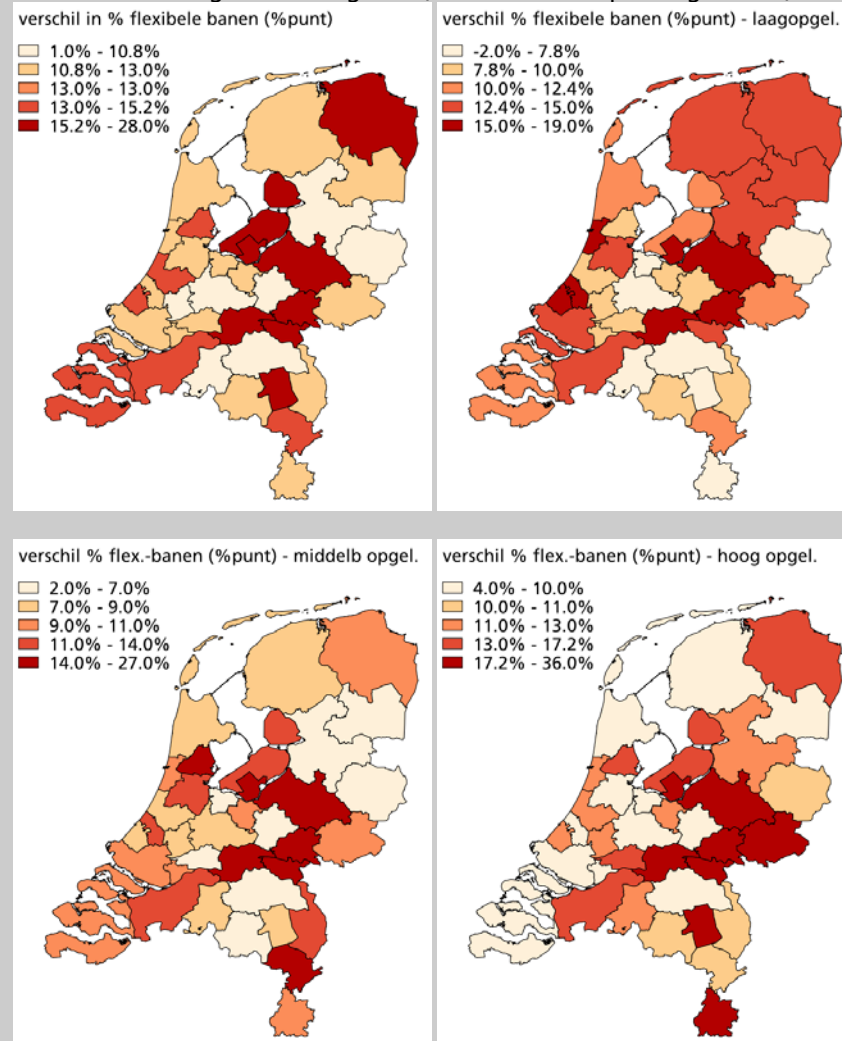 verschil in % flexibele banen (%punt)
1.0% - 10.8%
10.8% - 13.0%
13.0% - 13.0%
13.0% - 15.2%
15.2% - 28.0%
verschil % flexibele banen (%punt) - laagopgel.
-2.0% - 7.8%
7.8% - 10.0%
10.0% - 12.4%
12.4% - 15.0%
15.0% - 19.0%
verschil % flex.-banen (%punt) - middelb opgel.
2.0% - 7.0%
7.0% - 9.0%
9.0% - 11.0%
11.0% - 14.0%
14.0% - 27.0%
verschil % flex.-banen (%punt) - hoog opgel.
4.0% - 10.0%
10.0% - 11.0%
11.0% - 13.0%
13.0% - 17.2%
17.2% - 36.0%